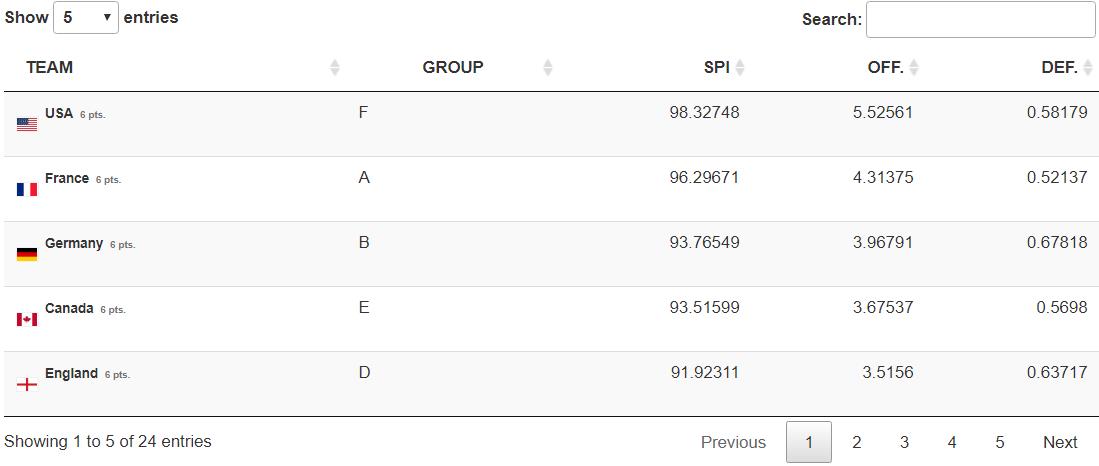 Show 5 entries Search:
TEAM GROUP SPI OFF. DEF.
USA 6 pts. F 98.32748 5.52561 0.58179
France 6 pts. A 96.29671 4.31375 0.52137
Germany 6 pts. B 93.76549 3.96791 0.67818
Canada 6 pts. E 93.51599 3.67537 0.5698
England 6 pts. D 91.92311 3.5156 0.63717
Showing 1 to 5 of 24 entries Previous 1 2 3 4 5 Next